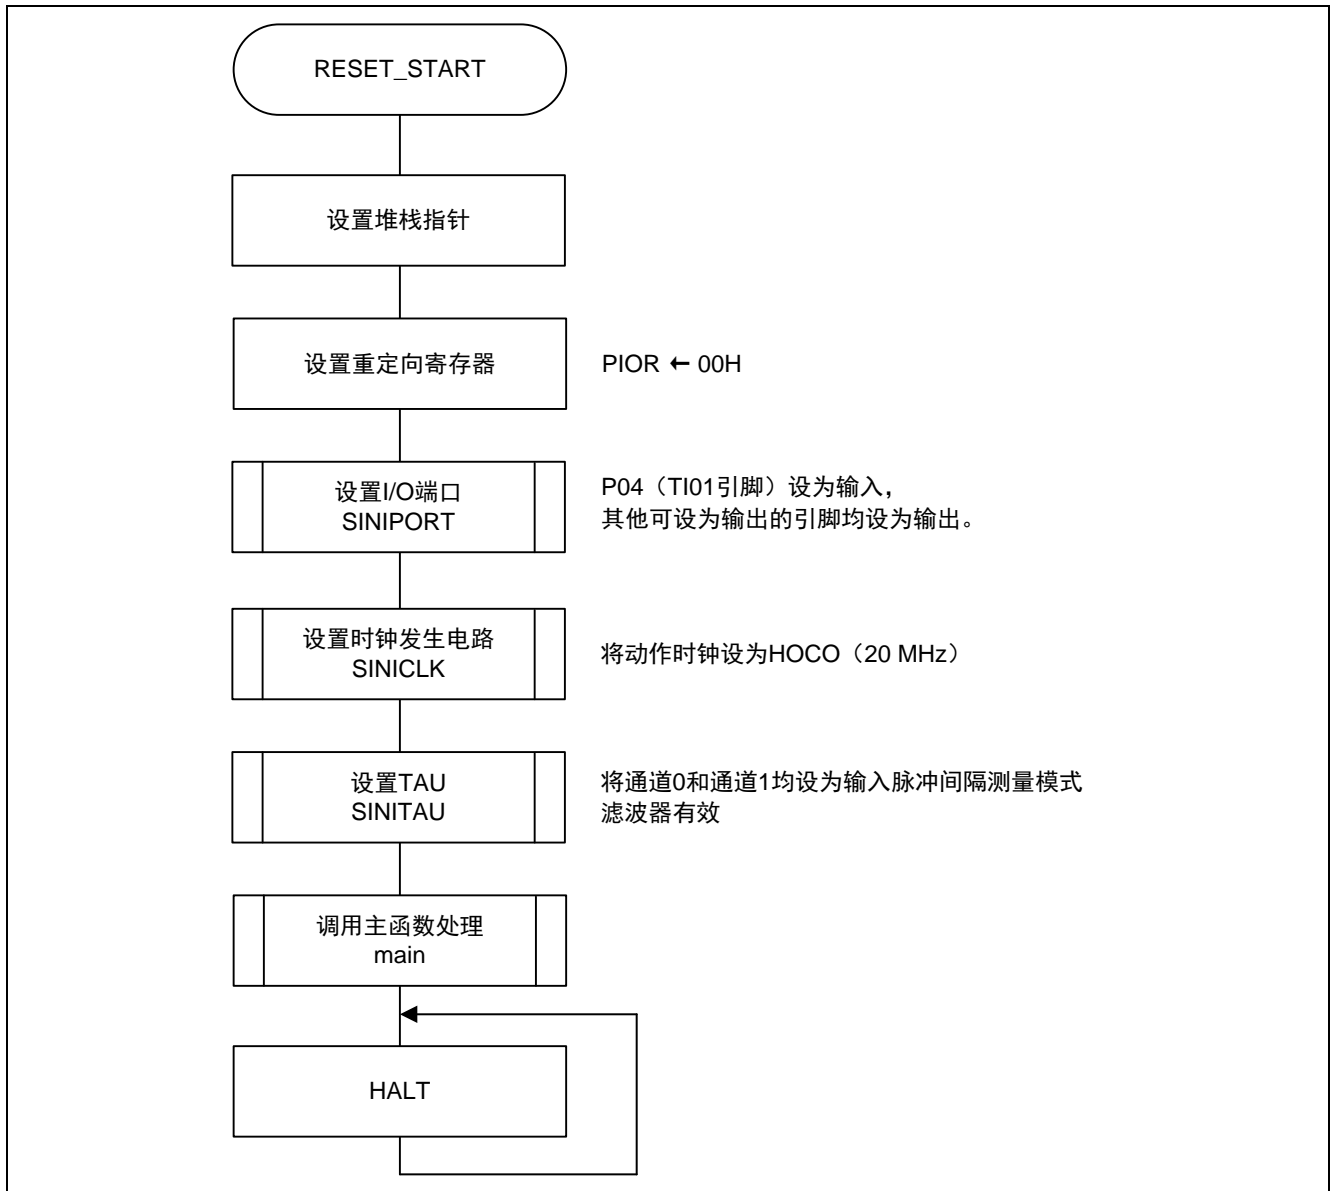 RESET_START
设置堆栈指针
设置重定向寄存器
PIOR ← 00H
设置I/O端口
SINIPORT
P04（TI01引脚）设为输入，
其他可设为输出的引脚均设为输出。
设置时钟发生电路
SINICLK
将动作时钟设为HOCO（20 MHz）
设置TAU
SINITAU
将通道0和通道1均设为输入脉冲间隔测量模式
滤波器有效
调用主函数处理
main
HALT